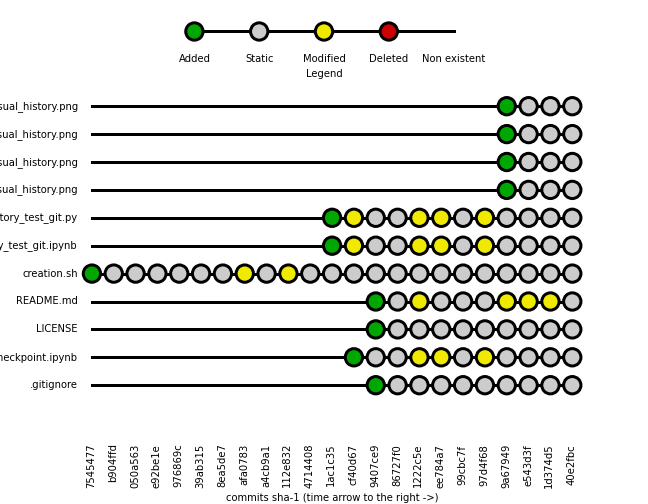 Added Static Modified Deleted Non existent
Legend
sual_history.png
sual_history.png
sual_history.png
sual_history.png
tory_test_git.py
y_test_git.ipynb
creation.sh
README.md
LICENSE
heckpoint.ipynb
.gitignore
7545477
b904ffd
050a563
e92be1e
976869c
39ab315
8ea5de7
afa0783
a4cb9a1
112e832
4714408
1ac1c35
cf40d67
9407ce9
86727f0
1222c5e
ee784a7
99cbc7f
97d4f68
9a67949
e543d3f
1d374d5
40e2fbc
commits sha-1 (time arrow to the right ->)